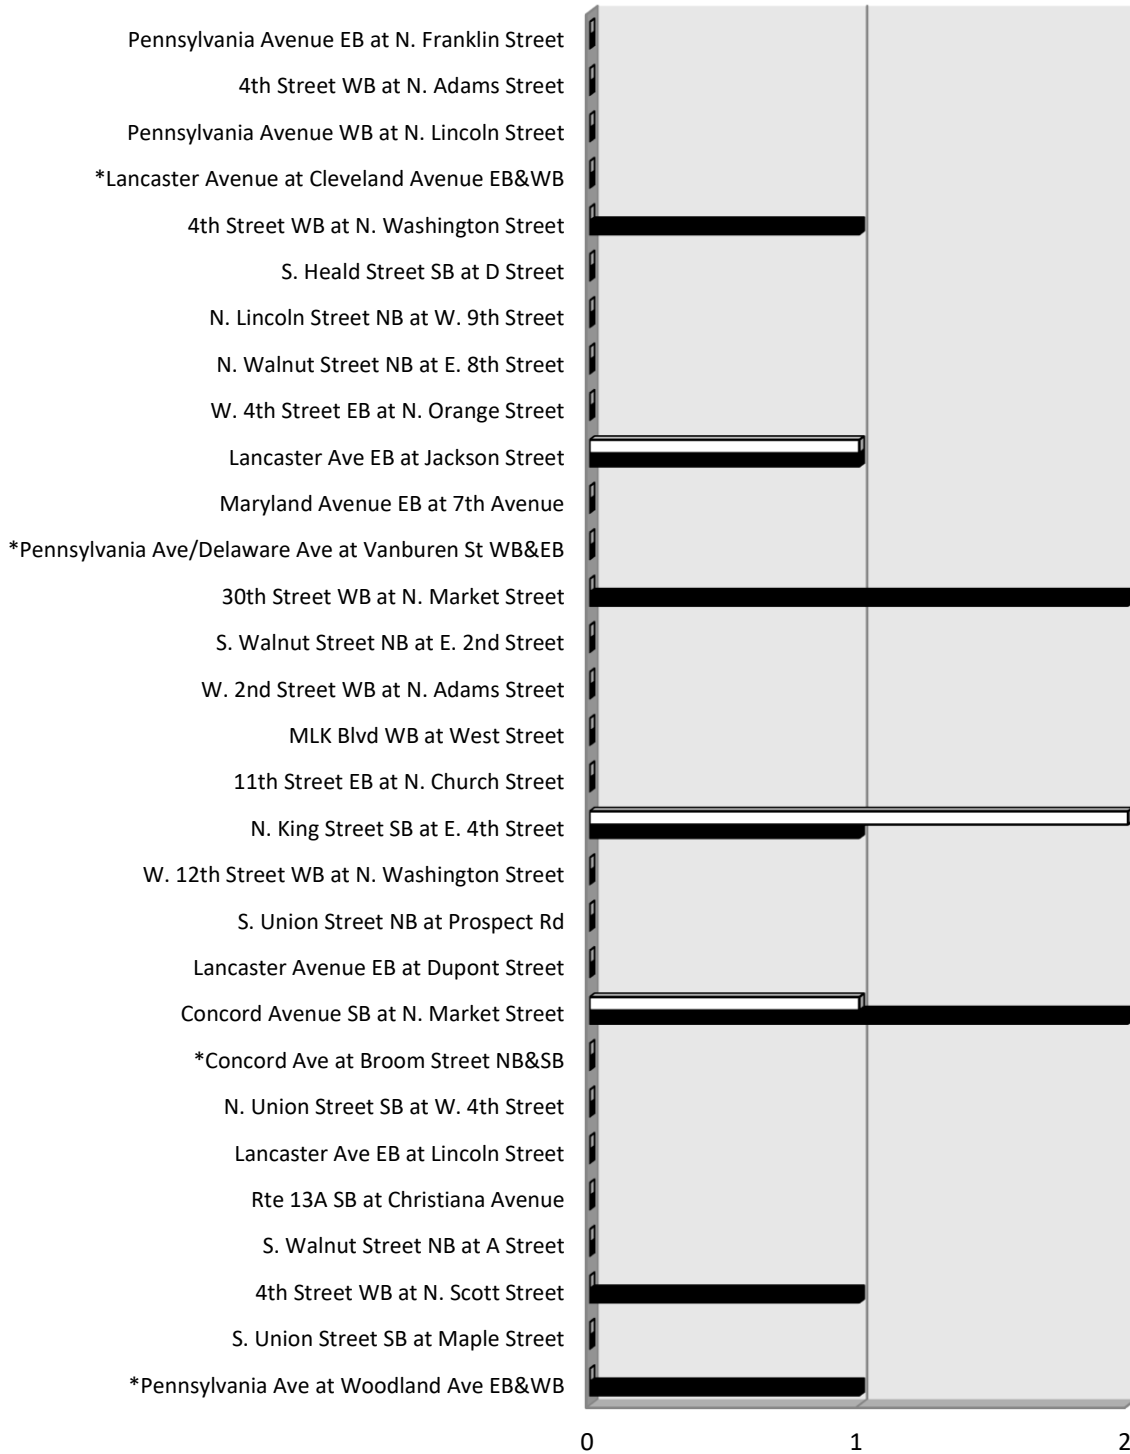 Pennsylvania Avenue EB at N. Franklin Street
4th Street WB at N. Adams Street
Pennsylvania Avenue WB at N. Lincoln Street
*Lancaster Avenue at Cleveland Avenue EB&WB
4th Street WB at N. Washington Street
S. Heald Street SB at D Street
N. Lincoln Street NB at W. 9th Street
N. Walnut Street NB at E. 8th Street
W. 4th Street EB at N. Orange Street
Lancaster Ave EB at Jackson Street
Maryland Avenue EB at 7th Avenue
*Pennsylvania Ave/Delaware Ave at Vanburen St WB&EB
30th Street WB at N. Market Street
S. Walnut Street NB at E. 2nd Street
W. 2nd Street WB at N. Adams Street
MLK Blvd WB at West Street
11th Street EB at N. Church Street
N. King Street SB at E. 4th Street
W. 12th Street WB at N. Washington Street
S. Union Street NB at Prospect Rd
Lancaster Avenue EB at Dupont Street
Concord Avenue SB at N. Market Street
*Concord Ave at Broom Street NB&SB
N. Union Street SB at W. 4th Street
Lancaster Ave EB at Lincoln Street
Rte 13A SB at Christiana Avenue
S. Walnut Street NB at A Street
4th Street WB at N. Scott Street
S. Union Street SB at Maple Street
*Pennsylvania Ave at Woodland Ave EB&WB
0 1 2